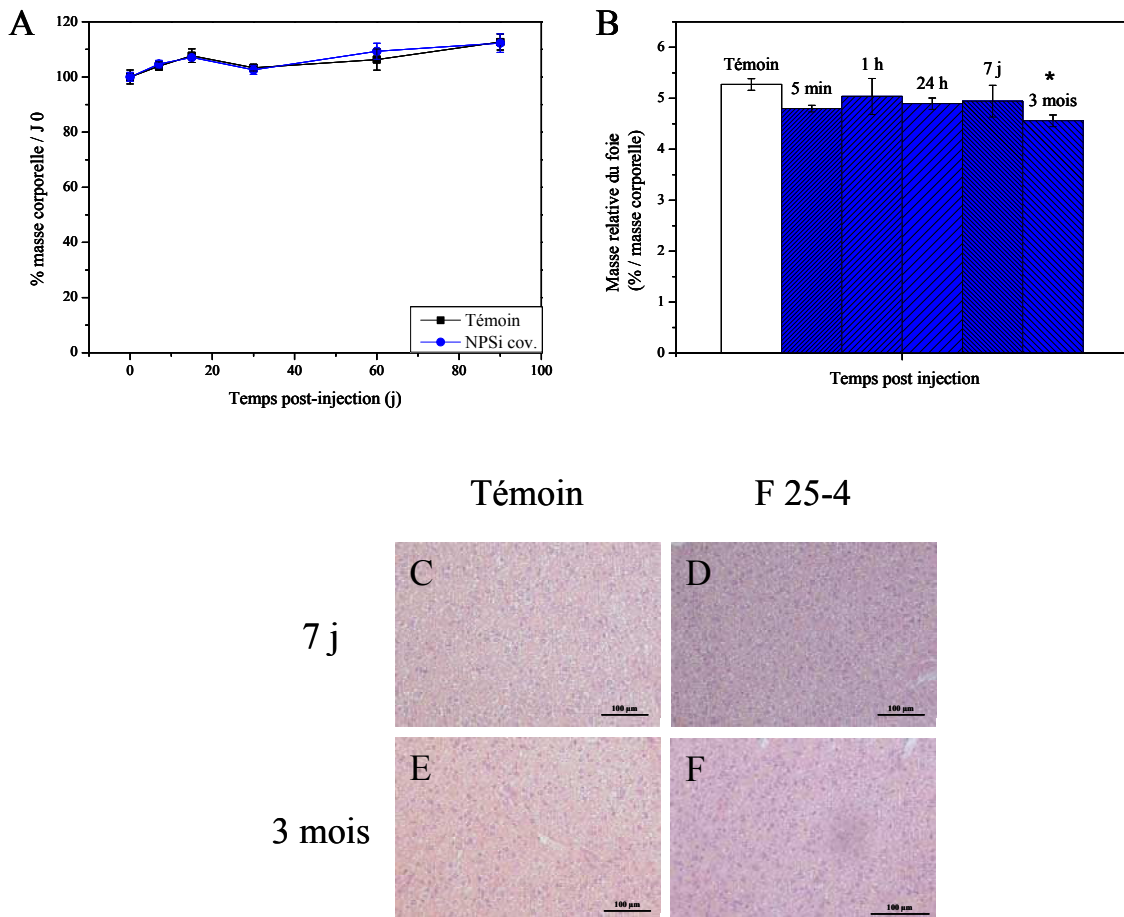 A
120
100
80
60
40
20
0
% masse corporelle / J 0
0 20 40 60 80 100
Temps post-injection (j)
Témoin
NPSi cov.
B
6
5
4
3
2
1
0
Masse relative du foie
(% / masse corporelle)
Témoin
5 min
1 h
24 h
7 j
*
3 mois
Temps post injection
Témoin F 25-4
7 j
C
100 µm
D
100 µm
3 mois
E
100 µm
F
100 µm